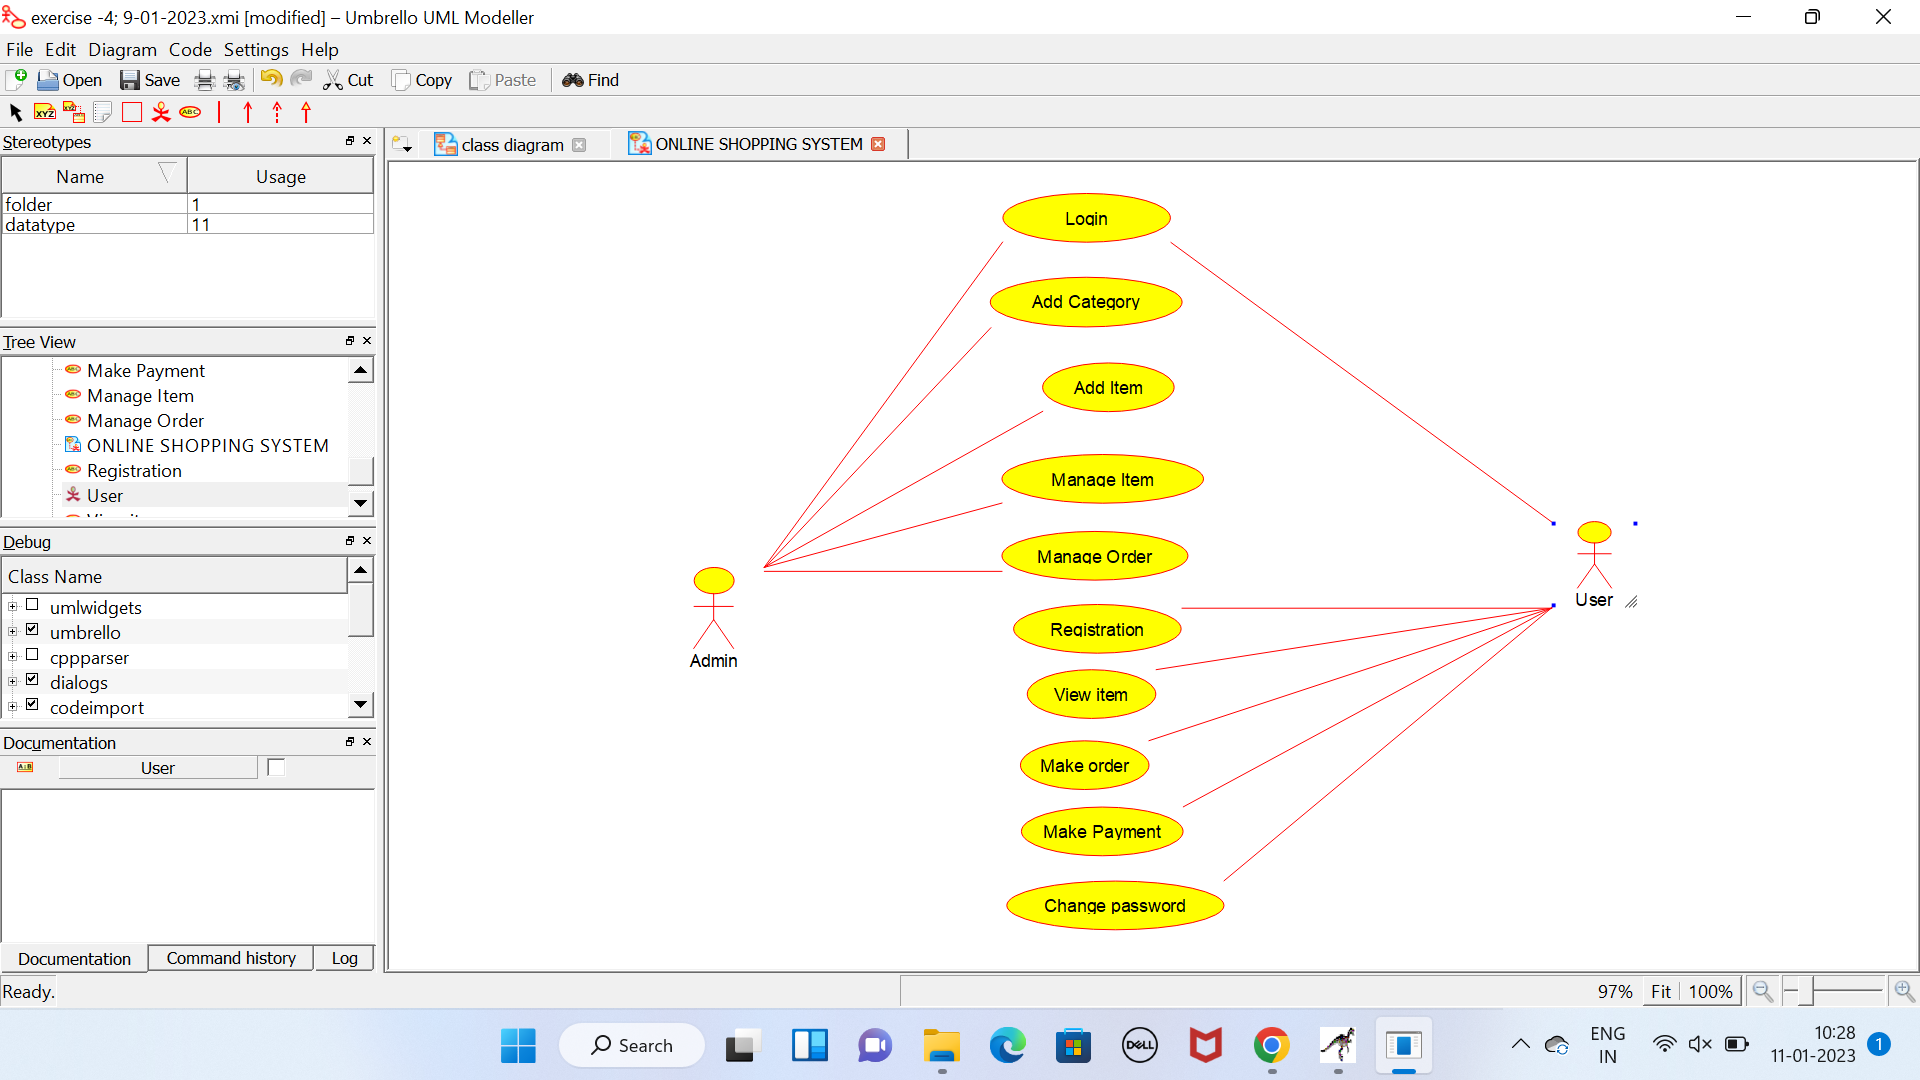 exercise -4; 9-01-2023.xmi [modified] – Umbrello UML Modeller
File Edit Diagram Code Settings Help
Open Save Cut Copy Paste Find
XYZ ABC
Stereotypes
class diagram ONLINE SHOPPING SYSTEM
Name Usage
folder 1
datatype 11
Tree View
Make Payment
Manage Item
Manage Order
ONLINE SHOPPING SYSTEM
Registration
User
Debug
Class Name
umlwidgets
umbrello
cppparser
dialogs
codeimport
Documentation
User
Documentation Command history Log
Login
Add Category
Add Item
Manage Item
Manage Order
Registration
View item
Make order
Make Payment
Change password
Admin
User
Ready.
97% Fit 100%
Search
DELL
ENG
IN
10:28
11-01-2023
1